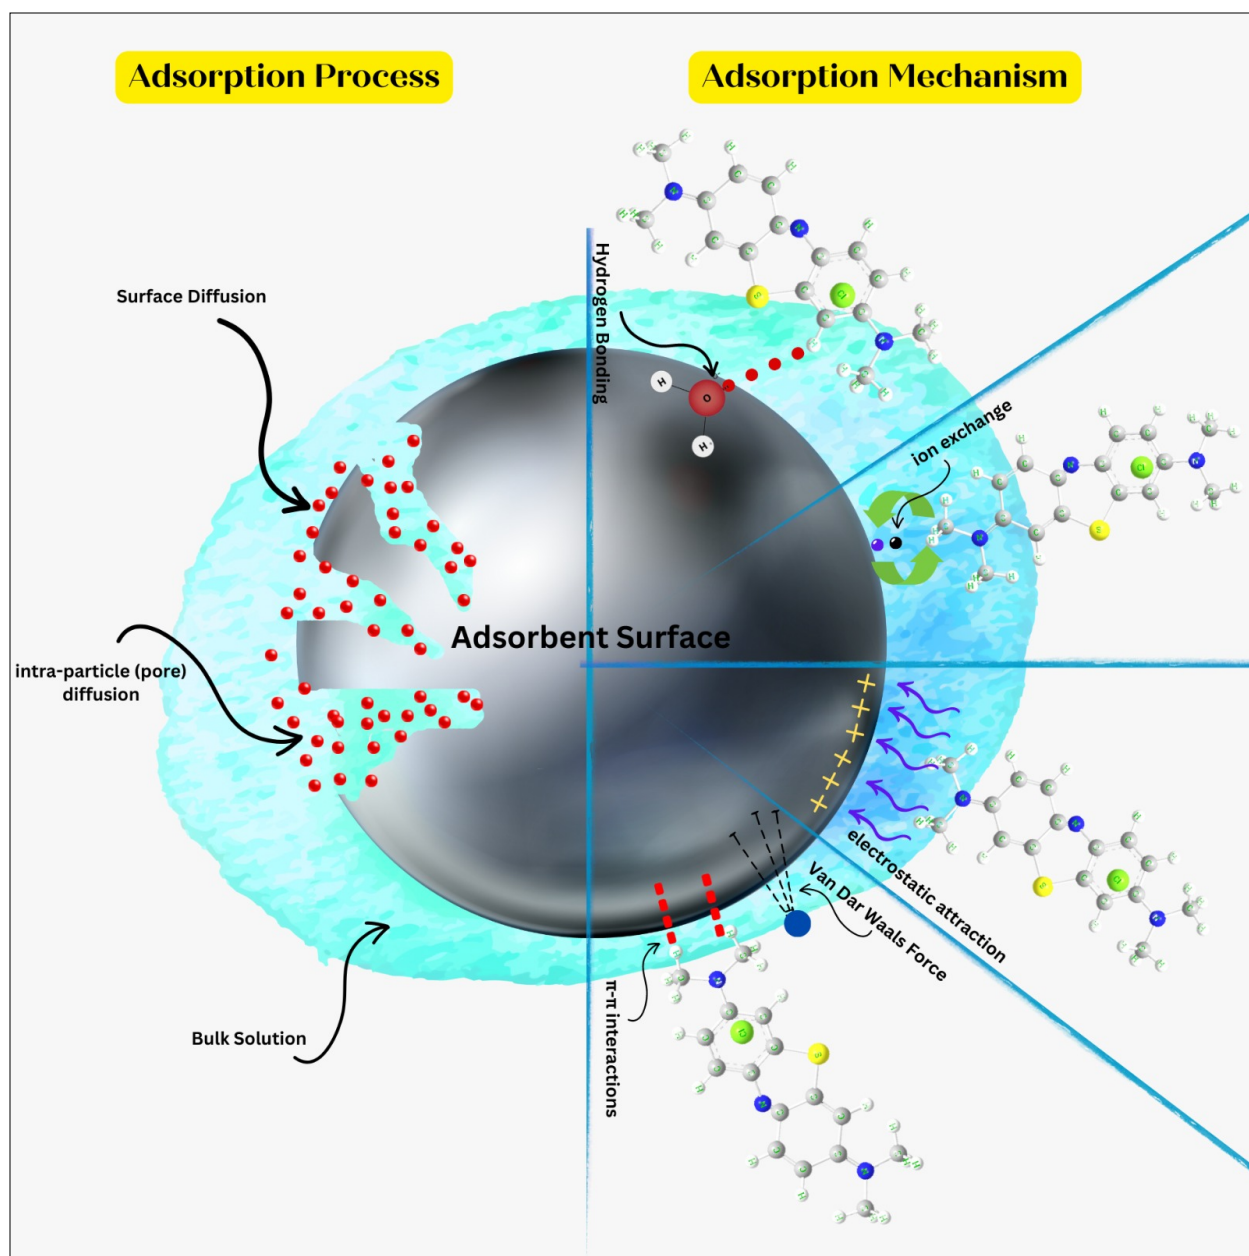 Adsorption Process
Adsorption Mechanism
Surface Diffusion
Hydrogen Bonding
H
O
H
ion exchange
Adsorbent Surface
intra-particle (pore)
diffusion
electrostatic attraction
Van Dar Waals Force
π-π interactions
Bulk Solution